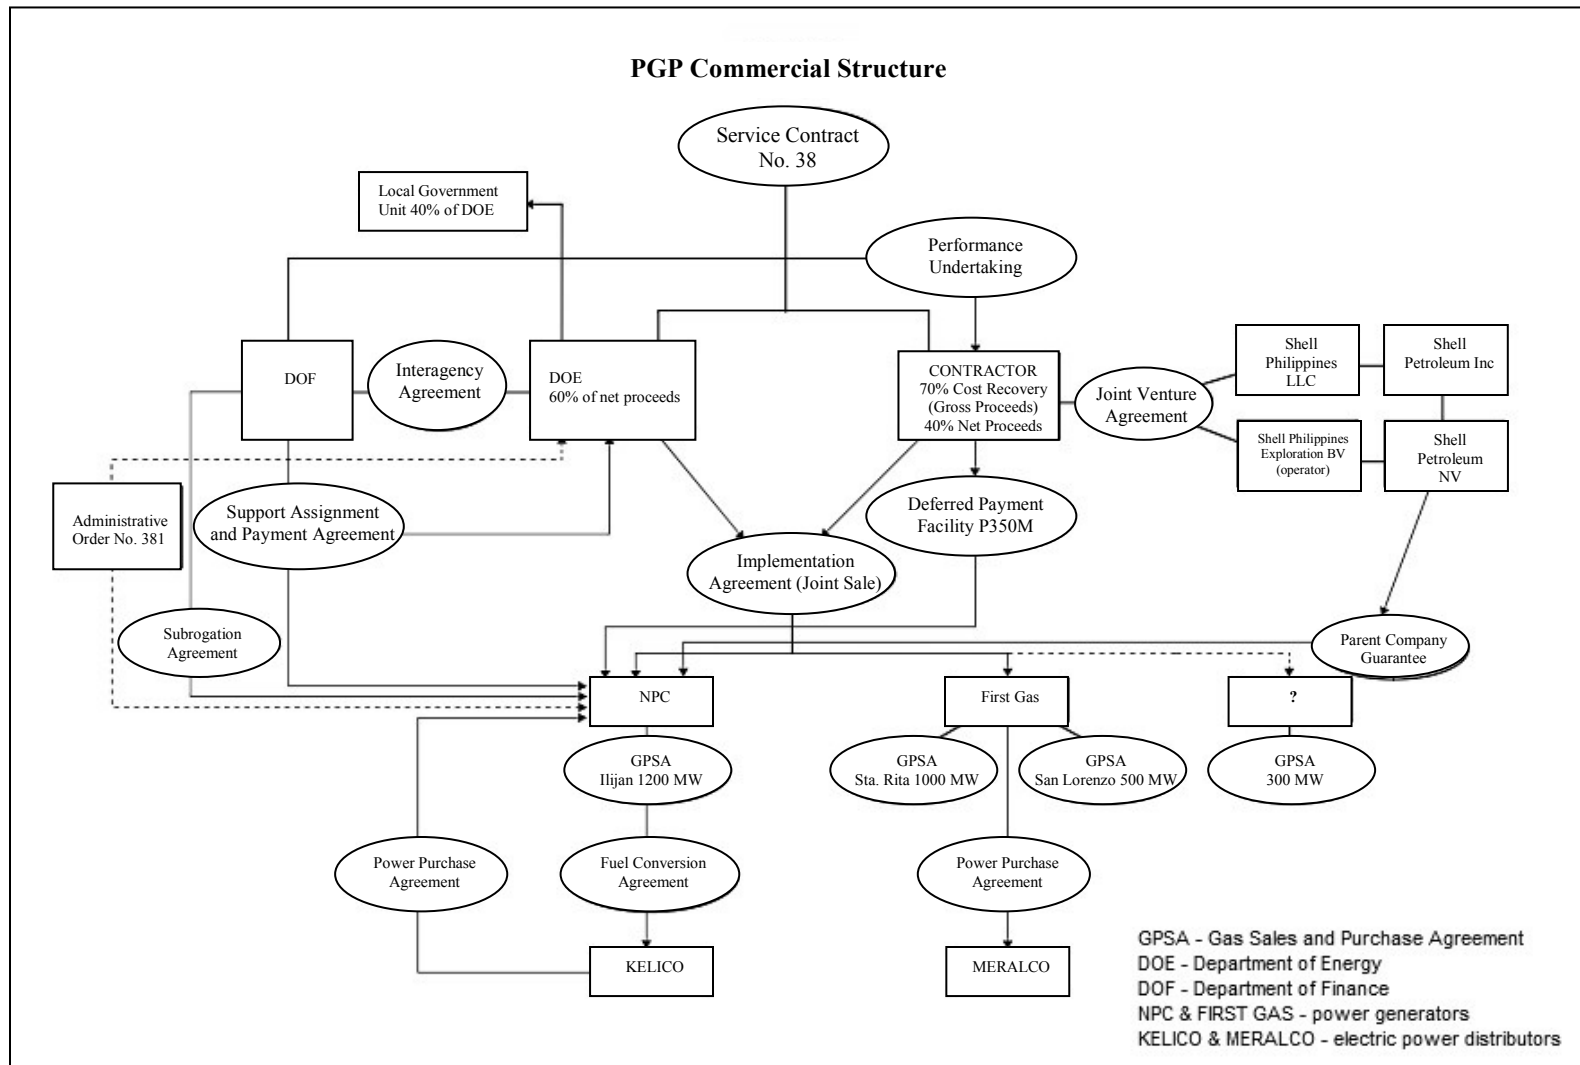 PGP Commercial Structure
Service Contract
No. 38
Local Government
Unit 40% of DOE
Performance
Undertaking
DOF
Interagency
Agreement
DOE
60% of net proceeds
CONTRACTOR
70% Cost Recovery
(Gross Proceeds)
40% Net Proceeds
Joint Venture
Agreement
Shell
Philippines
LLC
Shell
Petroleum Inc
Shell Philippines
Exploration BV
(operator)
Shell
Petroleum
NV
Administrative
Order No. 381
Support Assignment
and Payment Agreement
Deferred Payment
Facility P350M
Implementation
Agreement (Joint Sale)
Subrogation
Agreement
Parent Company
Guarantee
NPC
First Gas
?
GPSA
Ilijan 1200 MW
GPSA
Sta. Rita 1000 MW
GPSA
San Lorenzo 500 MW
GPSA
300 MW
Power Purchase
Agreement
Fuel Conversion
Agreement
Power Purchase
Agreement
KELICO
MERALCO
GPSA - Gas Sales and Purchase Agreement
DOE - Department of Energy
DOF - Department of Finance
NPC & FIRST GAS - power generators
KELICO & MERALCO - electric power distributors